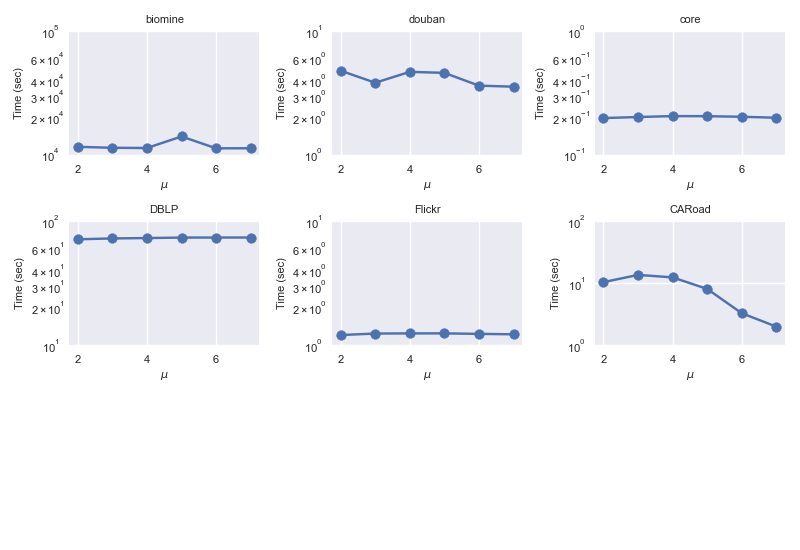 biomine
10^5
6 × 10^4
4 × 10^4
3 × 10^4
2 × 10^4
10^4
Time (sec)
2 4 6
μ
douban
10^1
6 × 10^0
4 × 10^0
3 × 10^0
2 × 10^0
10^0
Time (sec)
2 4 6
μ
core
10^0
6 × 10^−1
4 × 10^−1
3 × 10^−1
2 × 10^−1
10^−1
Time (sec)
2 4 6
μ
DBLP
10^2
6 × 10^1
4 × 10^1
3 × 10^1
2 × 10^1
10^1
Time (sec)
2 4 6
μ
Flickr
10^1
6 × 10^0
4 × 10^0
3 × 10^0
2 × 10^0
10^0
Time (sec)
2 4 6
μ
CARoad
10^2
10^1
10^0
Time (sec)
2 4 6
μ